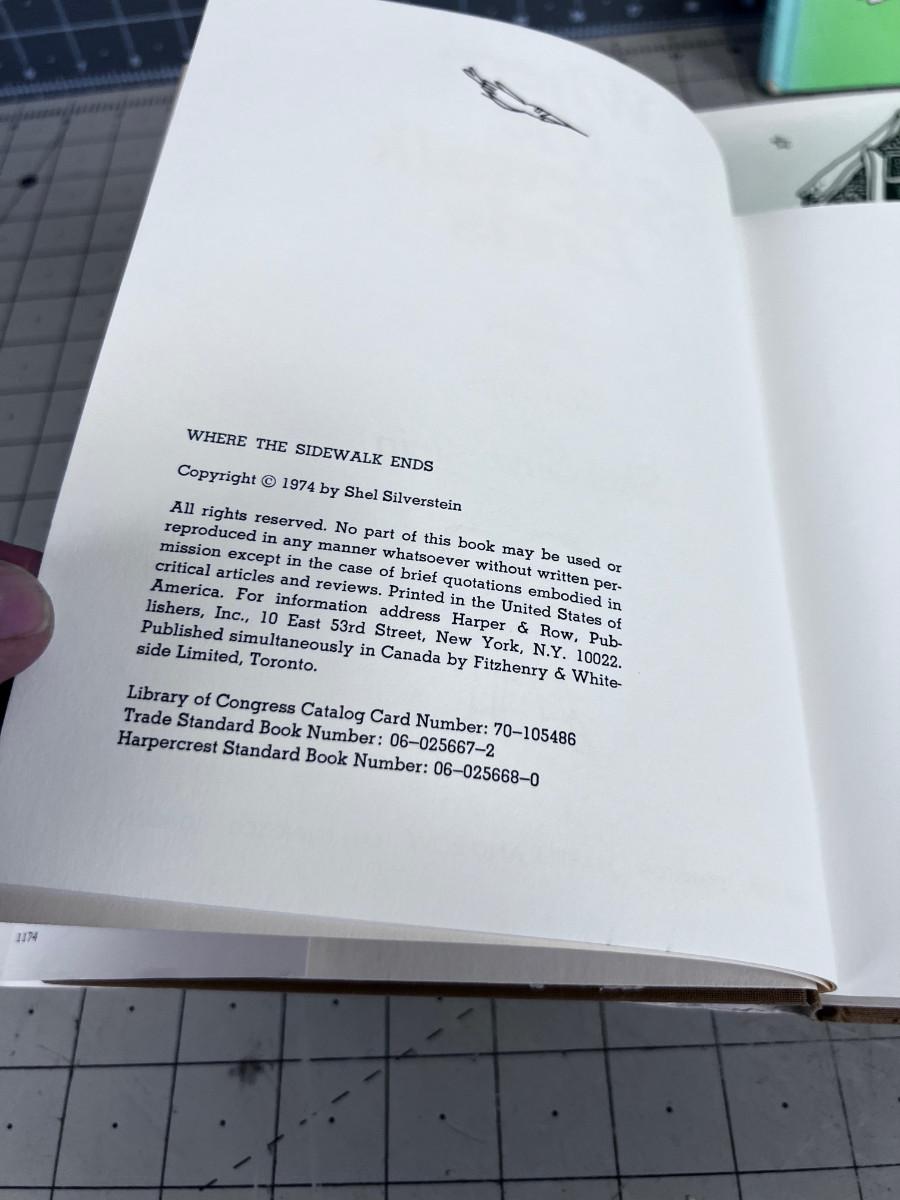 WHERE THE SIDEWALK ENDS
Copyright © 1974 by Shel Silverstein
All rights reserved. No part of this book may be used or
reproduced in any manner whatsoever without written per-
mission except in the case of brief quotations embodied in
critical articles and reviews. Printed in the United States of
America. For information address Harper & Row, Pub-
lishers, Inc., 10 East 53rd Street, New York, N.Y. 10022.
Published simultaneously in Canada by Fitzhenry & White-
side Limited, Toronto.
Library of Congress Catalog Card Number: 70–105486
Trade Standard Book Number: 06–025667–2
Harpercrest Standard Book Number: 06–025668–0
1174